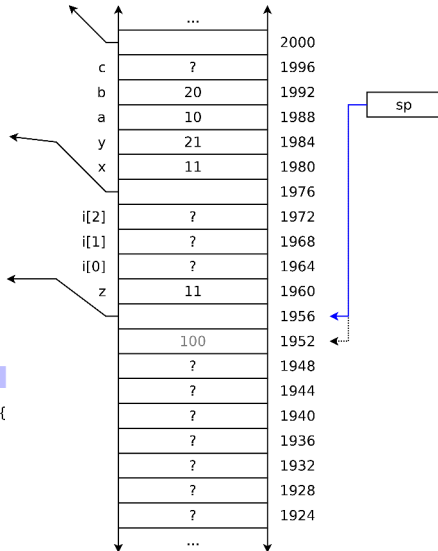 ...
2000
c ? 1996
b 20 1992
sp
a 10 1988
y 21 1984
x 11 1980
1976
i[2] ? 1972
i[1] ? 1968
i[0] ? 1964
z 11 1960
1956
100 1952
? 1948
? 1944
{
? 1940
? 1936
? 1932
? 1928
? 1924
...